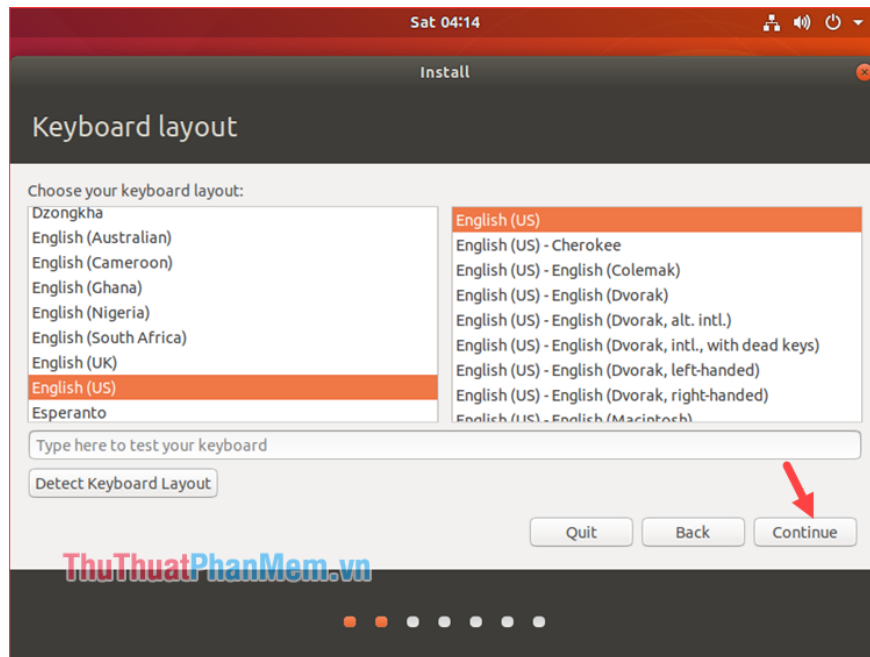 Sat 04:14
Install
Keyboard layout
Choose your keyboard layout:
Dzongkha
English (Australian)
English (Cameroon)
English (Ghana)
English (Nigeria)
English (South Africa)
English (UK)
English (US)
Esperanto
English (US)
English (US) - Cherokee
English (US) - English (Colemak)
English (US) - English (Dvorak)
English (US) - English (Dvorak, alt. intl.)
English (US) - English (Dvorak, intl., with dead keys)
English (US) - English (Dvorak, left-handed)
English (US) - English (Dvorak, right-handed)
English (US) - English (Macintosh)
Type here to test your keyboard
Detect Keyboard Layout
Quit Back Continue
ThuThuatPhanMem.vn